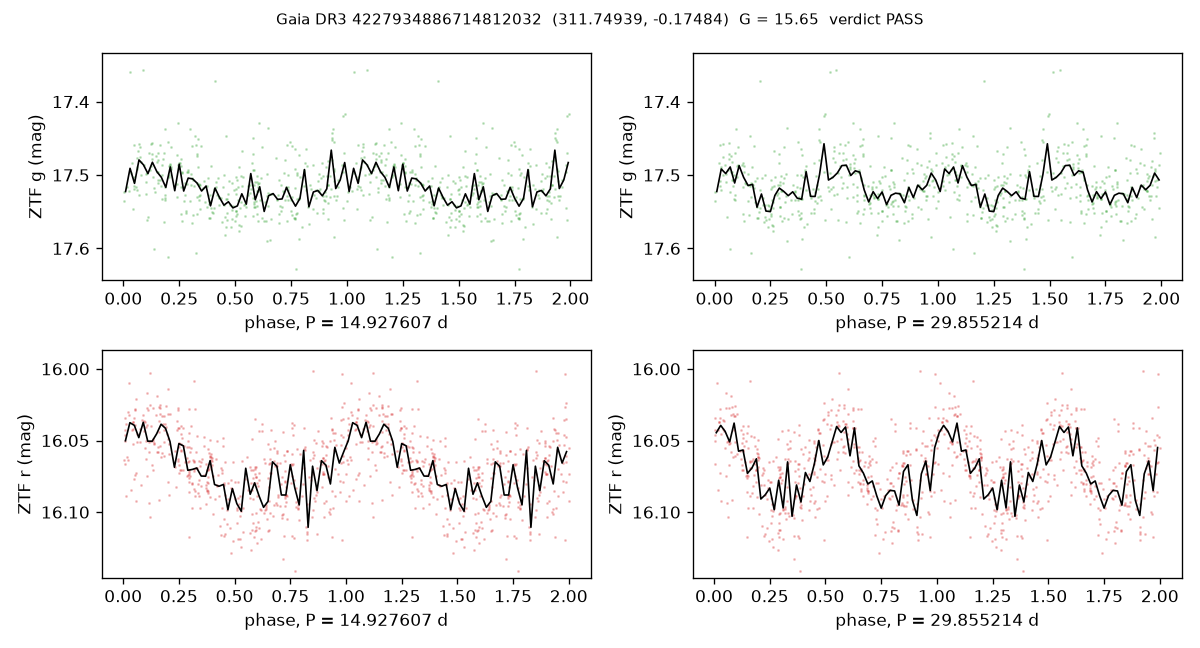 Gaia DR3 4227934886714812032 (311.74939, -0.17484) G = 15.65 verdict PASS
ZTF g (mag)
17.4
17.5
17.6
0.00 0.25 0.50 0.75 1.00 1.25 1.50 1.75 2.00
phase, P = 14.927607 d
ZTF g (mag)
17.4
17.5
17.6
0.00 0.25 0.50 0.75 1.00 1.25 1.50 1.75 2.00
phase, P = 29.855214 d
ZTF r (mag)
16.00
16.05
16.10
0.00 0.25 0.50 0.75 1.00 1.25 1.50 1.75 2.00
phase, P = 14.927607 d
ZTF r (mag)
16.00
16.05
16.10
0.00 0.25 0.50 0.75 1.00 1.25 1.50 1.75 2.00
phase, P = 29.855214 d